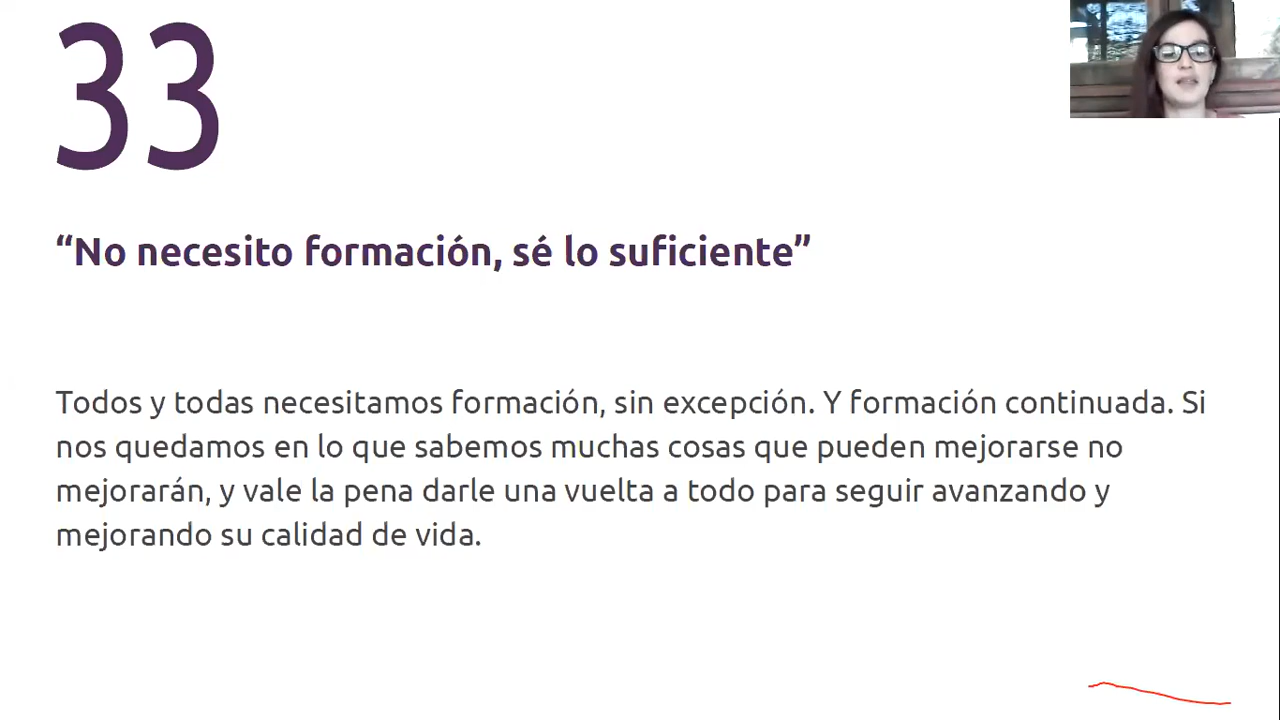 33
“No necesito formación, sé lo suficiente”
Todos y todas necesitamos formación, sin excepción. Y formación continuada. Si
nos quedamos en lo que sabemos muchas cosas que pueden mejorarse no
mejorarán, y vale la pena darle una vuelta a todo para seguir avanzando y
mejorando su calidad de vida.